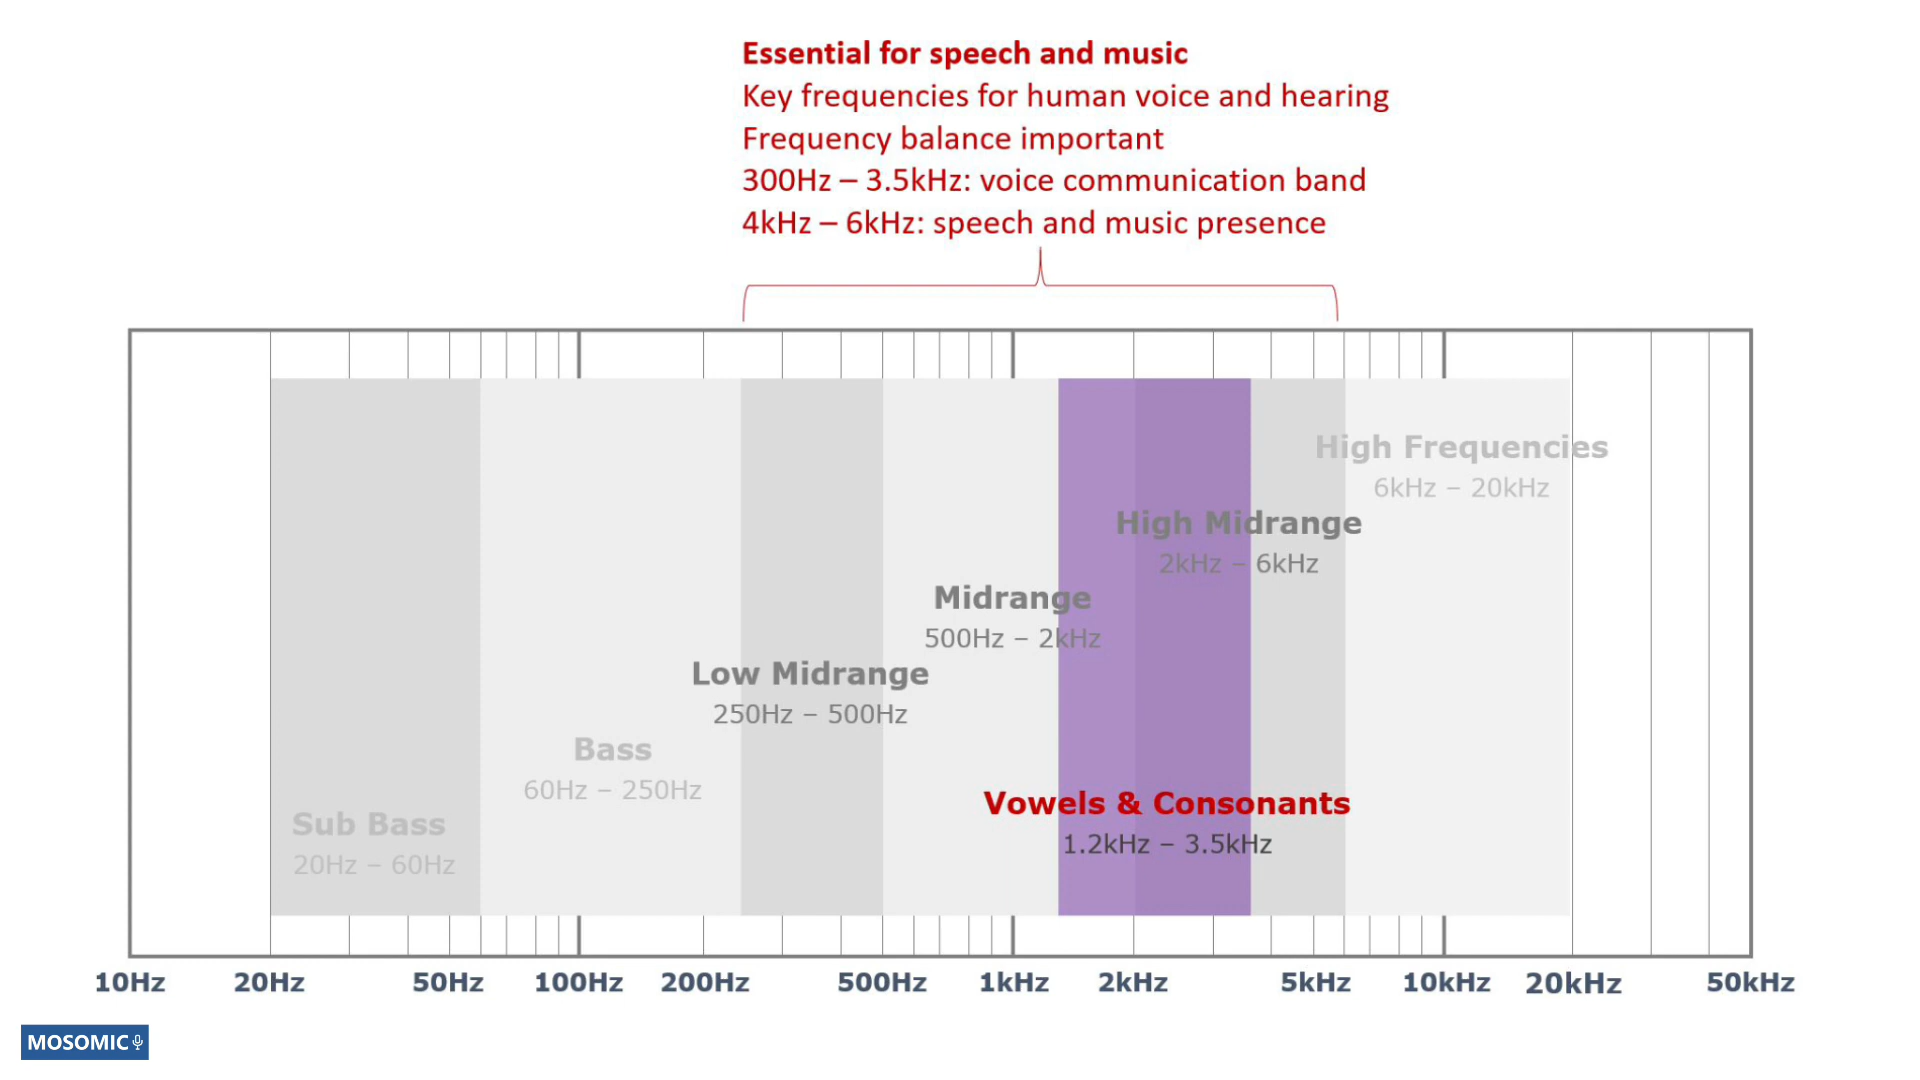 Essential for speech and music
Key frequencies for human voice and hearing
Frequency balance important
300Hz – 3.5kHz: voice communication band
4kHz – 6kHz: speech and music presence
High Frequencies
6kHz – 20kHz
High Midrange
2kHz – 6kHz
Midrange
500Hz – 2kHz
Low Midrange
250Hz – 500Hz
Bass
60Hz – 250Hz
Vowels & Consonants
1.2kHz – 3.5kHz
Sub Bass
20Hz – 60Hz
10Hz 20Hz 50Hz 100Hz 200Hz 500Hz 1kHz 2kHz 5kHz 10kHz 20kHz 50kHz
MOSOMIC